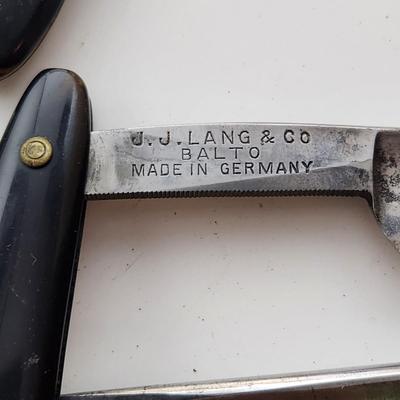 J. J. LANG & CO
BALTO
MADE IN GERMANY